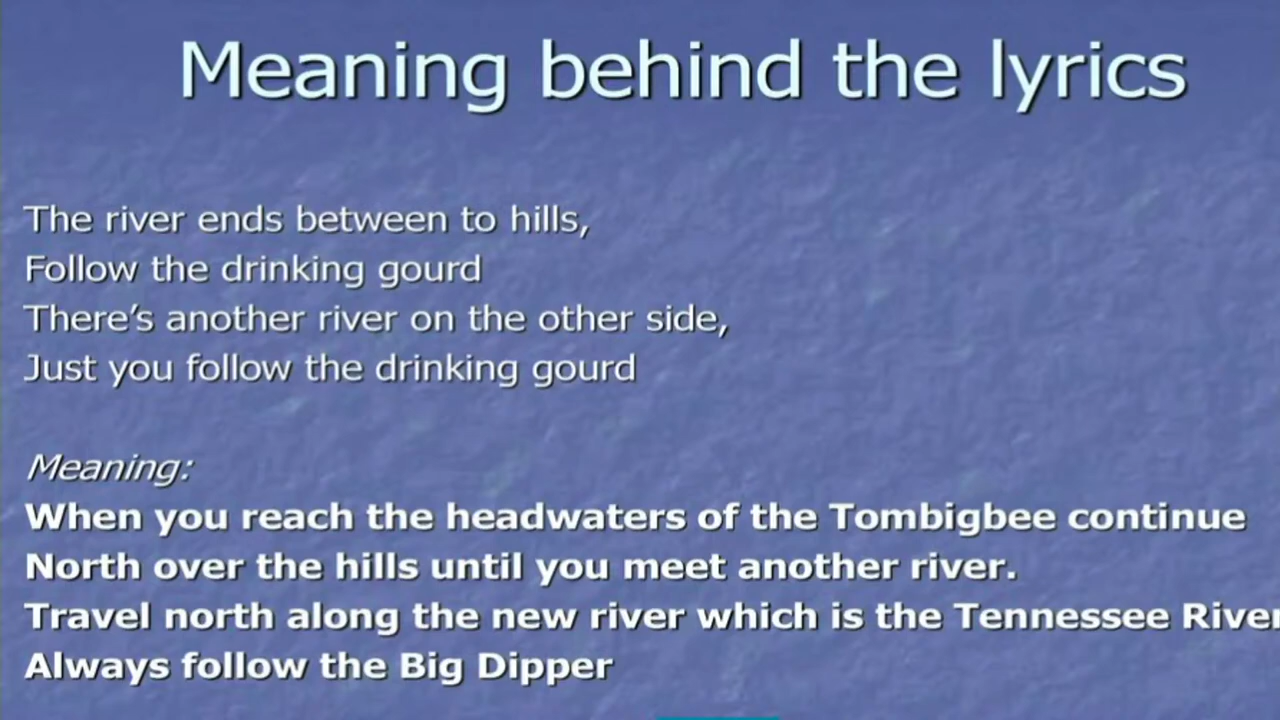 Meaning behind the lyrics
The river ends between to hills,
Follow the drinking gourd
There’s another river on the other side,
Just you follow the drinking gourd
Meaning:
When you reach the headwaters of the Tombigbee continue
North over the hills until you meet another river.
Travel north along the new river which is the Tennessee River
Always follow the Big Dipper